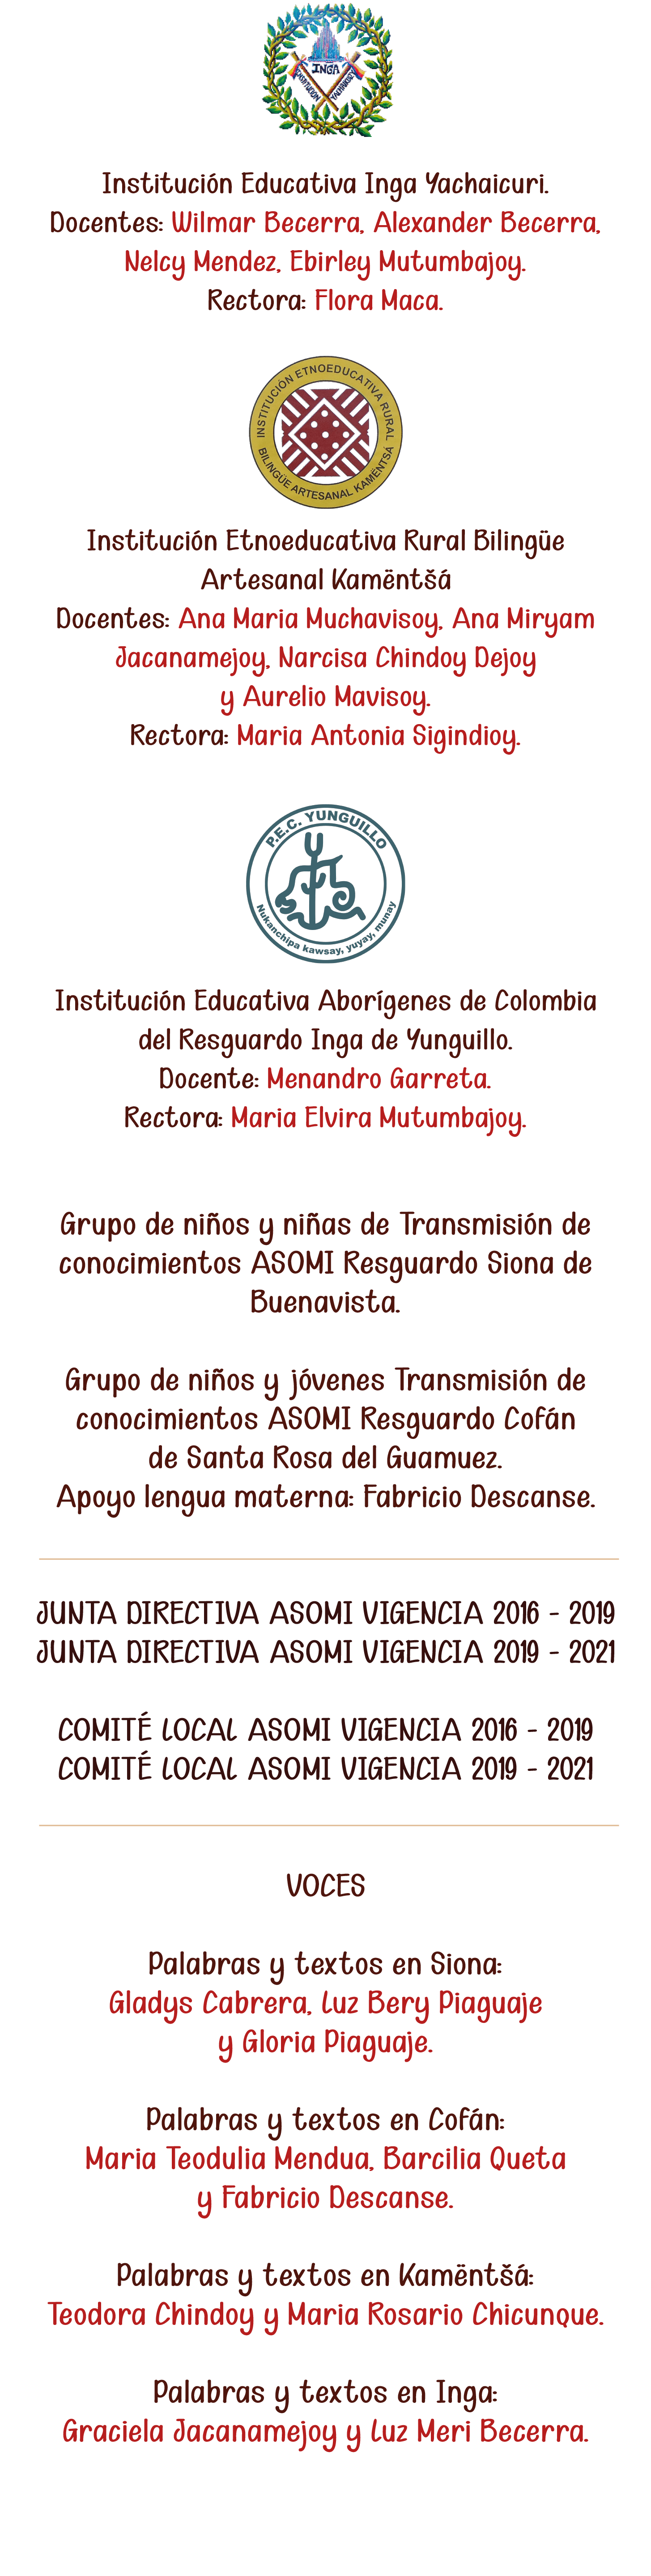 INGA
INSTITUCIÓN
YACHAIKURY
Institución Educativa Inga Yachaicuri.
Docentes: Wilmar Becerra, Alexander Becerra,
Nelcy Mendez, Ebirley Mutumbajoy.
Rectora: Flora Maca.
INSTITUCIÓN ETNOEDUCATIVA RURAL
BILINGÜE ARTESANAL KAMËNTSÁ
Institución Etnoeducativa Rural Bilingüe
Artesanal Kamëntšá
Docentes: Ana Maria Muchavisoy, Ana Miryam
Jacanamejoy, Narcisa Chindoy Dejoy
y Aurelio Mavisoy.
Rectora: Maria Antonia Sigindioy.
P.E.C. YUNGUILLO
Nukanchipa kawsay, yuyay, munay
Institución Educativa Aborígenes de Colombia
del Resguardo Inga de Yunguillo.
Docente: Menandro Garreta.
Rectora: Maria Elvira Mutumbajoy.
Grupo de niños y niñas de Transmisión de
conocimientos ASOMI Resguardo Siona de
Buenavista.
Grupo de niños y jóvenes Transmisión de
conocimientos ASOMI Resguardo Cofán
de Santa Rosa del Guamuez.
Apoyo lengua materna: Fabricio Descanse.
JUNTA DIRECTIVA ASOMI VIGENCIA 2016 - 2019
JUNTA DIRECTIVA ASOMI VIGENCIA 2019 - 2021
COMITÉ LOCAL ASOMI VIGENCIA 2016 - 2019
COMITÉ LOCAL ASOMI VIGENCIA 2019 - 2021
VOCES
Palabras y textos en Siona:
Gladys Cabrera, Luz Bery Piaguaje
y Gloria Piaguaje.
Palabras y textos en Cofán:
Maria Teodulia Mendua, Barcilia Queta
y Fabricio Descanse.
Palabras y textos en Kamëntšá:
Teodora Chindoy y Maria Rosario Chicunque.
Palabras y textos en Inga:
Graciela Jacanamejoy y Luz Meri Becerra.